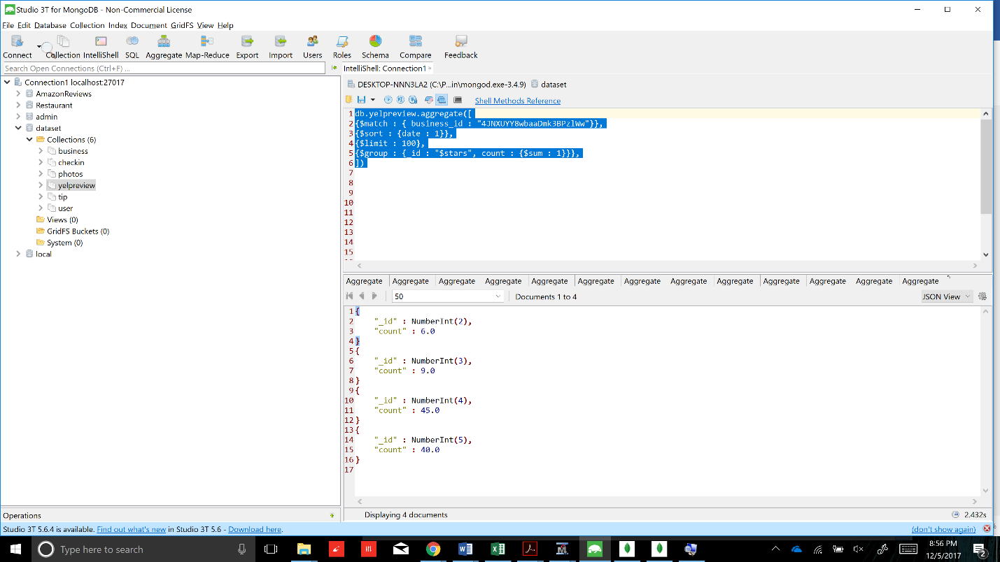 Studio 3T for MongoDB - Non-Commercial License
File Edit Database Collection Index Document GridFS View Help
Connect Collection IntelliShell SQL Aggregate Map-Reduce Export Import Users Roles Schema Compare Feedback
Search Open Connections (Ctrl+F) ...
IntelliShell: Connection1
Connection1 localhost:27017
AmazonReviews
Restaurant
admin
dataset
Collections (6)
business
checkin
photos
yelpreview
tip
user
Views (0)
GridFS Buckets (0)
System (0)
local
DESKTOP-NNN3LA2 (C:\P...in\mongod.exe-3.4.9) dataset
Shell Methods Reference
1 db.yelpreview.aggregate([
2 {$match : { business_id : "4JNXUYY8wbaaDmk3BPzlWw"}},
3 {$sort : {date : 1}},
4 {$limit : 100},
5 {$group : {_id : "$stars", count : {$sum : 1}}},
6 ])
7
8
9
10
11
12
13
14
15
Aggregate Aggregate Aggregate Aggregate Aggregate Aggregate Aggregate Aggregate Aggregate Aggregate Aggregate Aggregate Aggregate
50 Documents 1 to 4 JSON View
1 {
2 "_id" : NumberInt(2),
3 "count" : 6.0
4 }
5 {
6 "_id" : NumberInt(3),
7 "count" : 9.0
8 }
9 {
10 "_id" : NumberInt(4),
11 "count" : 45.0
12 }
13 {
14 "_id" : NumberInt(5),
15 "count" : 40.0
16 }
17
Operations
Displaying 4 documents 2.432s
Studio 3T 5.6.4 is available. Find out what's new in Studio 3T 5.6 - Download here. (don't show again)
Type here to search
8:56 PM
12/5/2017
2